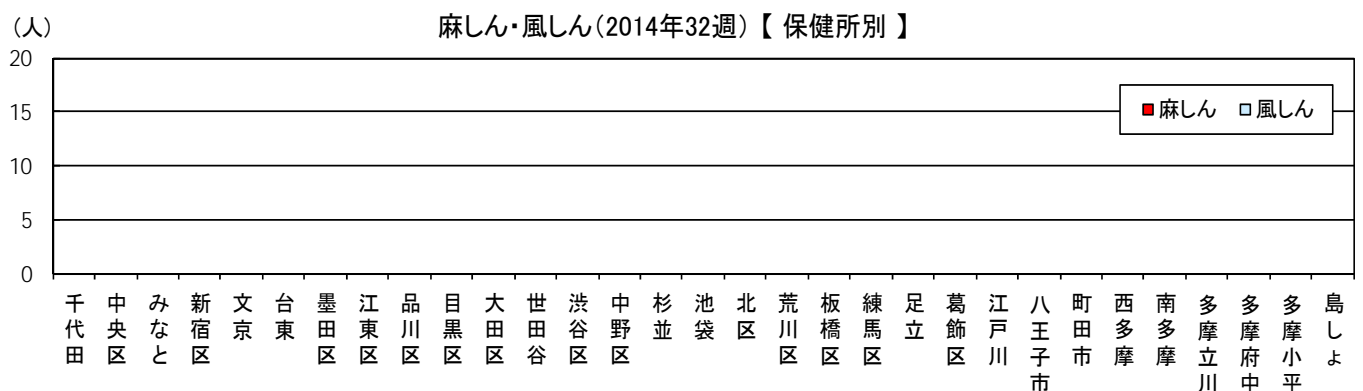 (人)
麻しん・風しん(2014年32週)【 保健所別 】
20
15
10
5
0
麻しん 風しん
千代田
中央区
みなと
新宿区
文京
台東
墨田区
江東区
品川区
目黒区
大田区
世田谷
渋谷区
中野区
杉並
池袋
北区
荒川区
板橋区
練馬区
足立
葛飾区
江戸川
八王子市
町田市
西多摩
南多摩
多摩立川
多摩府中
多摩小平
島しょ